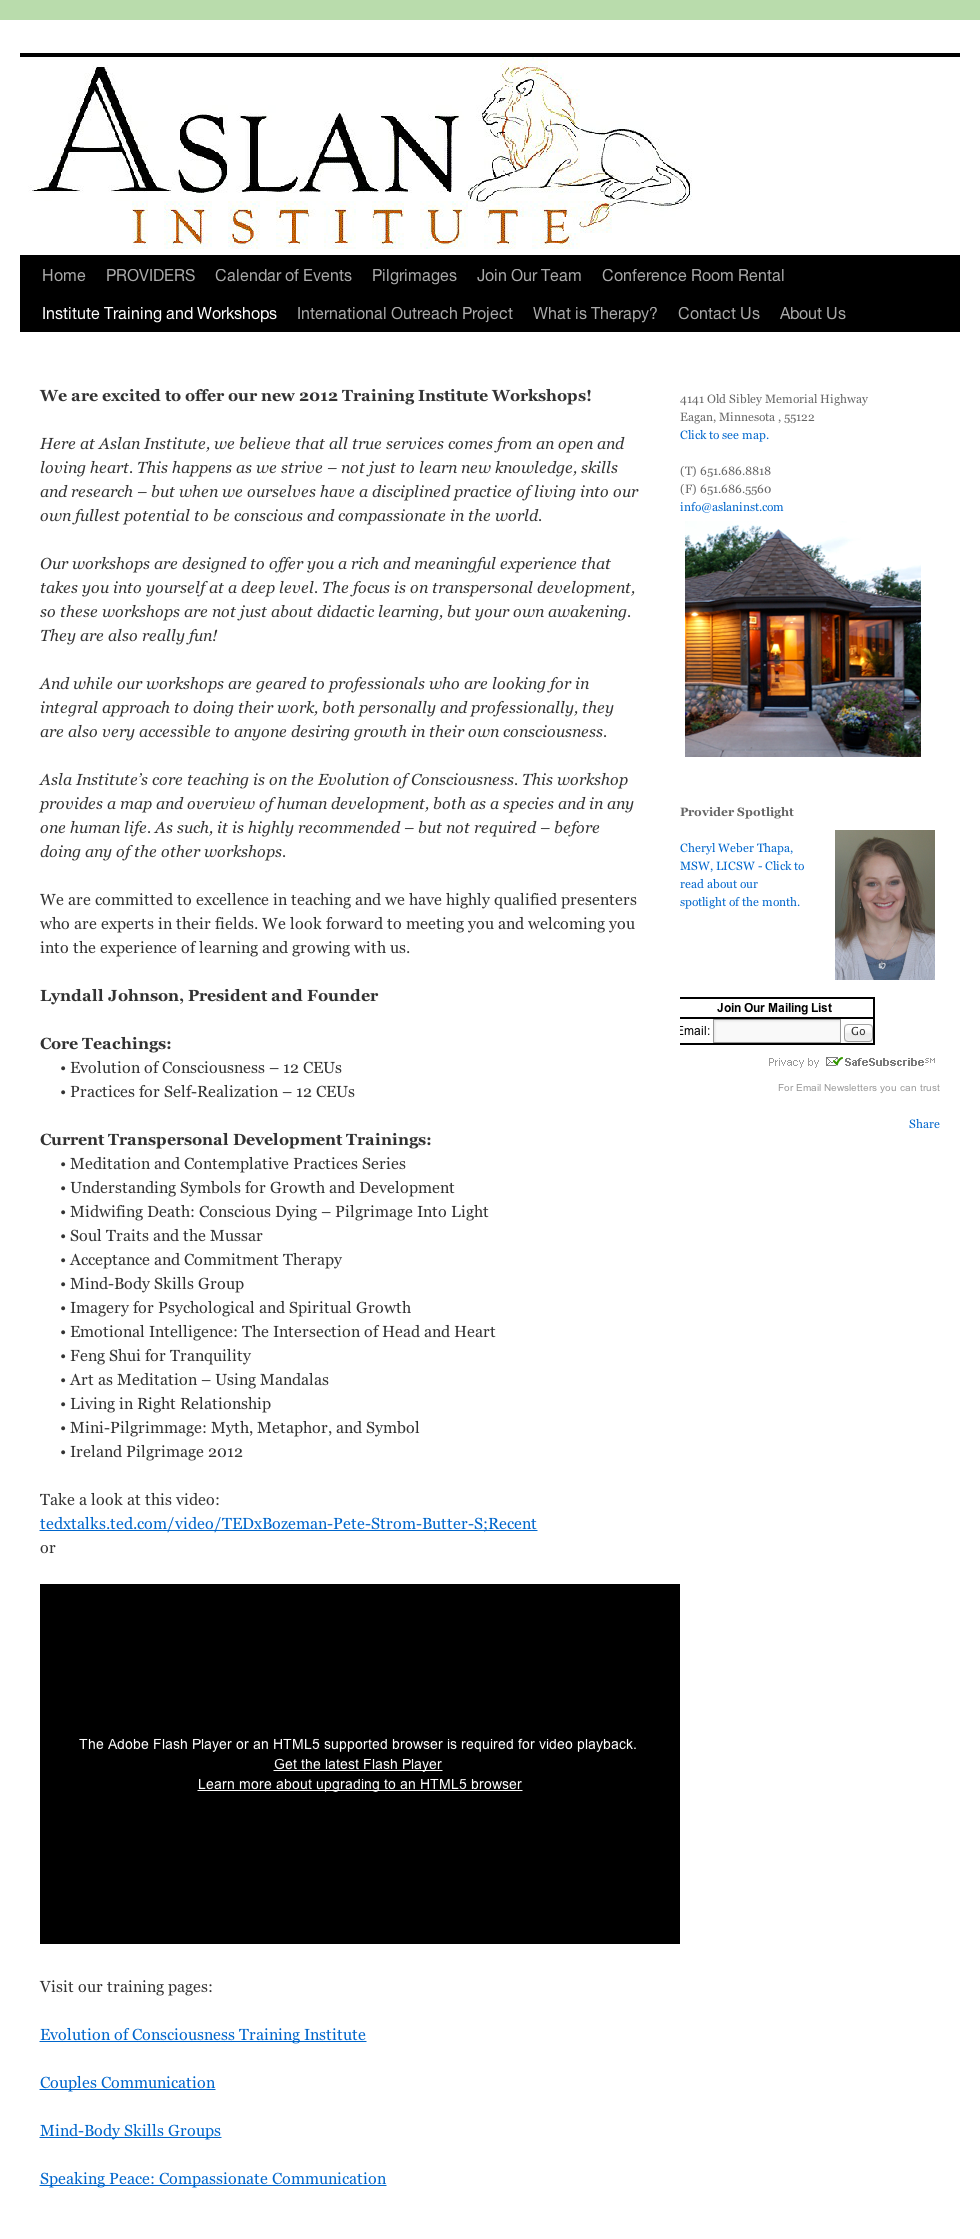 ASLAN
INSTITUTE
Home PROVIDERS Calendar of Events Pilgrimages Join Our Team Conference Room Rental
Institute Training and Workshops International Outreach Project What is Therapy? Contact Us About Us
We are excited to offer our new 2012 Training Institute Workshops!
Here at Aslan Institute, we believe that all true services comes from an open and
loving heart. This happens as we strive – not just to learn new knowledge, skills
and research – but when we ourselves have a disciplined practice of living into our
own fullest potential to be conscious and compassionate in the world.
Our workshops are designed to offer you a rich and meaningful experience that
takes you into yourself at a deep level. The focus is on transpersonal development,
so these workshops are not just about didactic learning, but your own awakening.
They are also really fun!
And while our workshops are geared to professionals who are looking for in
integral approach to doing their work, both personally and professionally, they
are also very accessible to anyone desiring growth in their own consciousness.
Asla Institute’s core teaching is on the Evolution of Consciousness. This workshop
provides a map and overview of human development, both as a species and in any
one human life. As such, it is highly recommended – but not required – before
doing any of the other workshops.
We are committed to excellence in teaching and we have highly qualified presenters
who are experts in their fields. We look forward to meeting you and welcoming you
into the experience of learning and growing with us.
Lyndall Johnson, President and Founder
Core Teachings:
• Evolution of Consciousness – 12 CEUs
• Practices for Self-Realization – 12 CEUs
Current Transpersonal Development Trainings:
• Meditation and Contemplative Practices Series
• Understanding Symbols for Growth and Development
• Midwifing Death: Conscious Dying – Pilgrimage Into Light
• Soul Traits and the Mussar
• Acceptance and Commitment Therapy
• Mind-Body Skills Group
• Imagery for Psychological and Spiritual Growth
• Emotional Intelligence: The Intersection of Head and Heart
• Feng Shui for Tranquility
• Art as Meditation – Using Mandalas
• Living in Right Relationship
• Mini-Pilgrimmage: Myth, Metaphor, and Symbol
• Ireland Pilgrimage 2012
Take a look at this video:
tedxtalks.ted.com/video/TEDxBozeman-Pete-Strom-Butter-S;Recent
or
The Adobe Flash Player or an HTML5 supported browser is required for video playback.
Get the latest Flash Player
Learn more about upgrading to an HTML5 browser
Visit our training pages:
Evolution of Consciousness Training Institute
Couples Communication
Mind-Body Skills Groups
Speaking Peace: Compassionate Communication
4141 Old Sibley Memorial Highway
Eagan, Minnesota , 55122
Click to see map.
(T) 651.686.8818
(F) 651.686.5560
info@aslaninst.com
Provider Spotlight
Cheryl Weber Thapa,
MSW, LICSW - Click to
read about our
spotlight of the month.
Join Our Mailing List
Email: Go
Privacy by SafeSubscribe℠
For Email Newsletters you can trust
Share